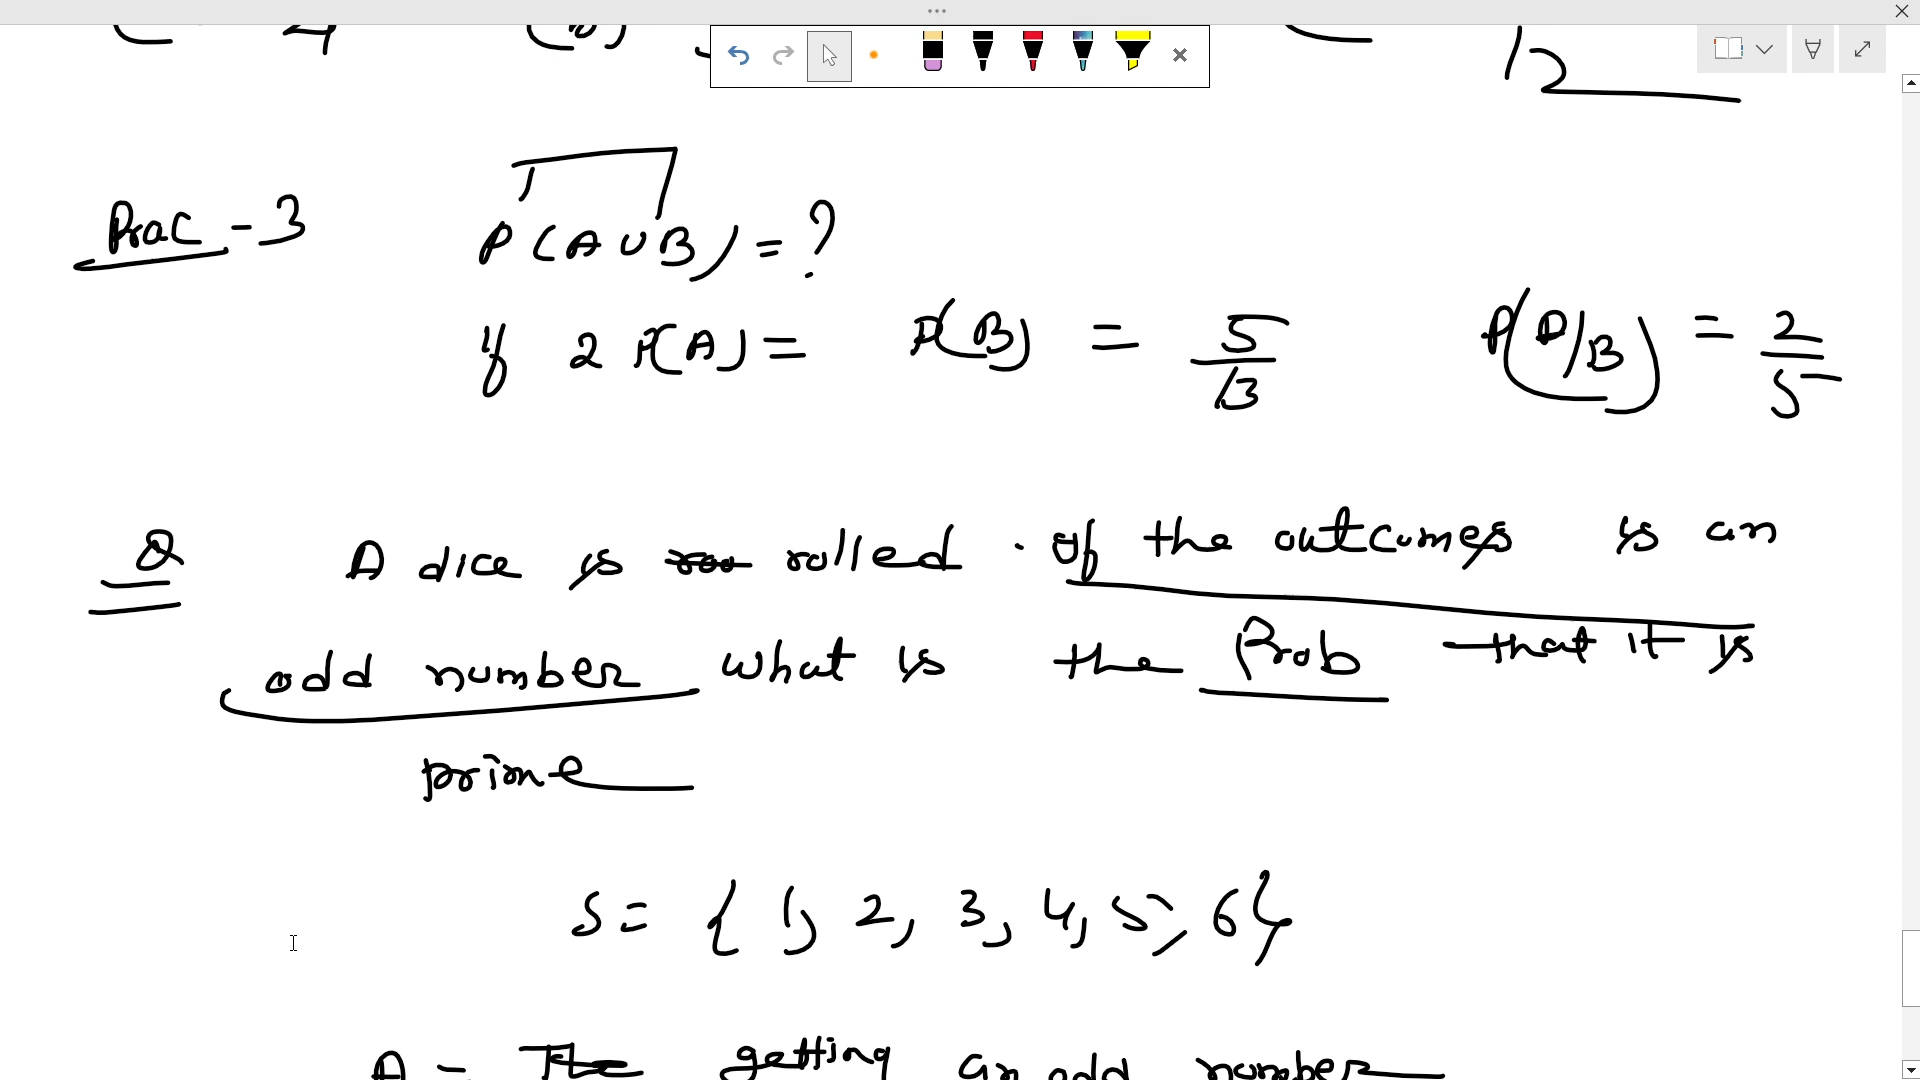 12
Prac - 3 P(A∪B) = ?
If 2 P(A) = P(B) = 5/13 P(A/B) = 2/5
Q A dice is rolled . If the outcomes is an
odd number what is the Prob that it is
prime
S = { 1, 2, 3, 4, 5, 6 }
A = The getting an odd number